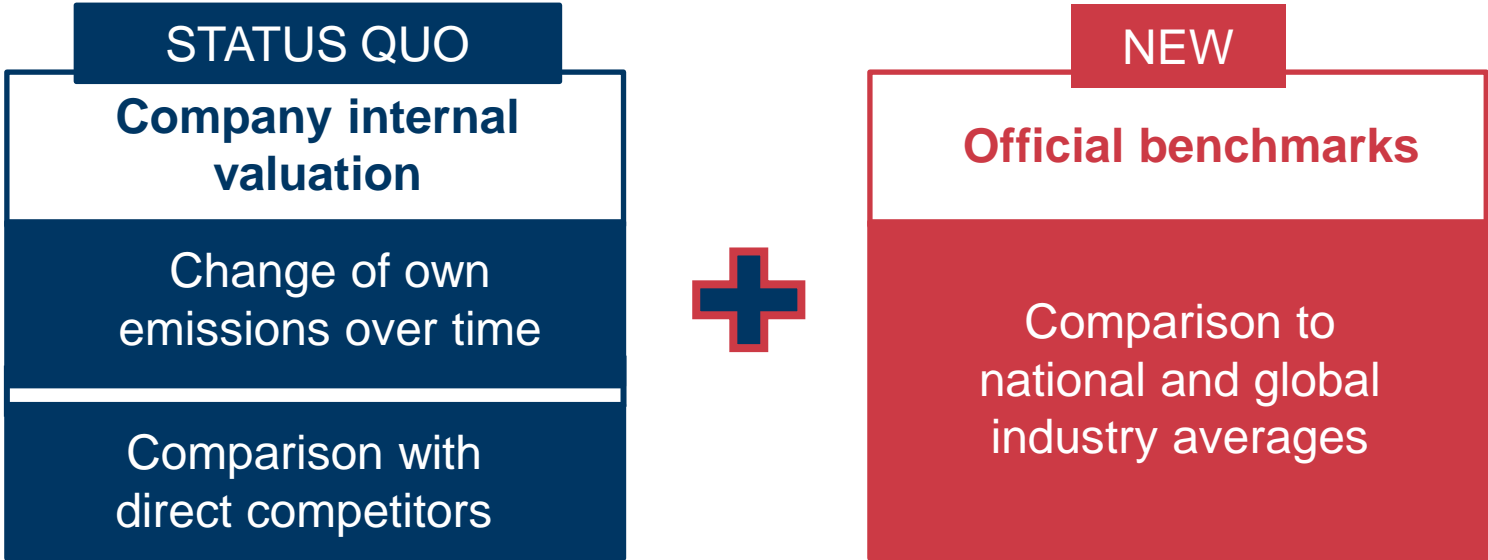 STATUS QUO
Company internal
valuation
Change of own
emissions over time
Comparison with
direct competitors
NEW
Official benchmarks
Comparison to
national and global
industry averages